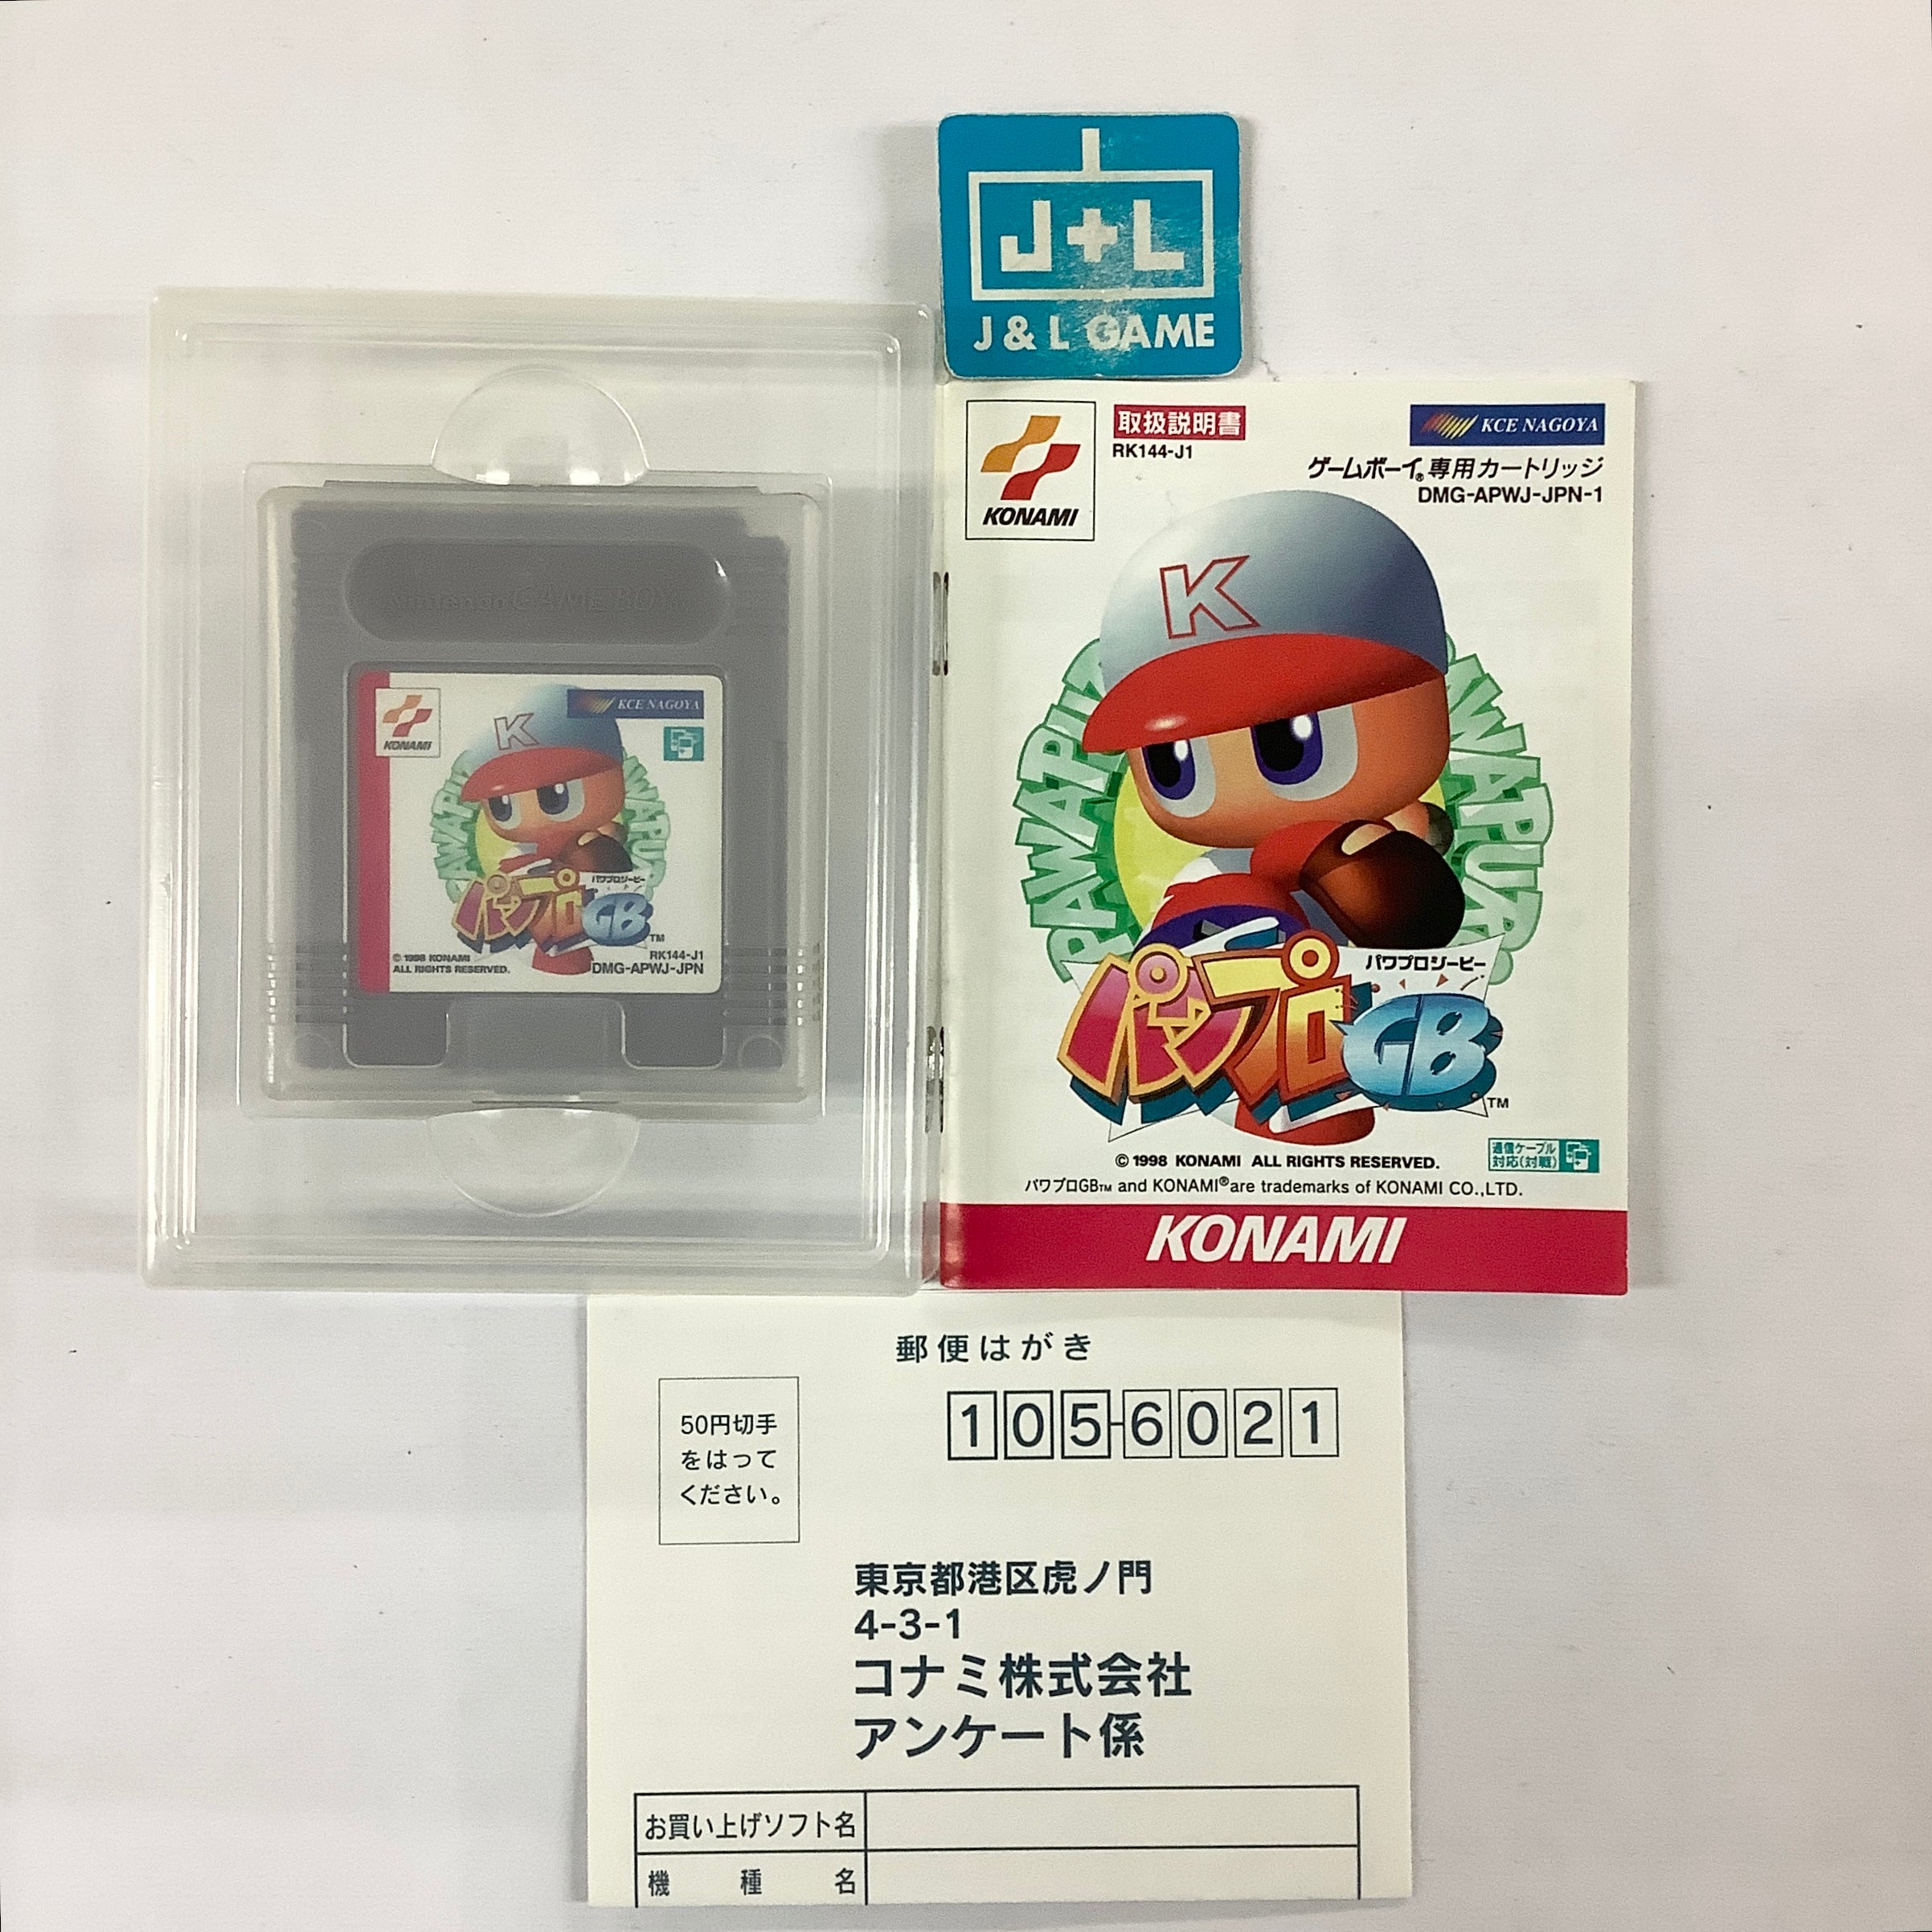 J+L
J & L GAME
Nintendo GAME BOY
KONAMI
KCE NAGOYA
K
パワプロジーピー
パワプロGB
TM
© 1998 KONAMI
ALL RIGHTS RESERVED.
RK144-J1
DMG-APWJ-JPN
KONAMI
取扱説明書
RK144-J1
KCE NAGOYA
ゲームボーイ®専用カートリッジ
DMG-APWJ-JPN-1
K
パワプロジーピー
パワプロGB
TM
通信ケーブル
対応(対戦)
© 1998 KONAMI ALL RIGHTS RESERVED.
パワプロGB™ and KONAMI® are trademarks of KONAMI CO.,LTD.
KONAMI
郵便はがき
50円切手
をはって
ください。
105-6021
東京都港区虎ノ門
4-3-1
コナミ株式会社
アンケート係
お買い上げソフト名
機種名